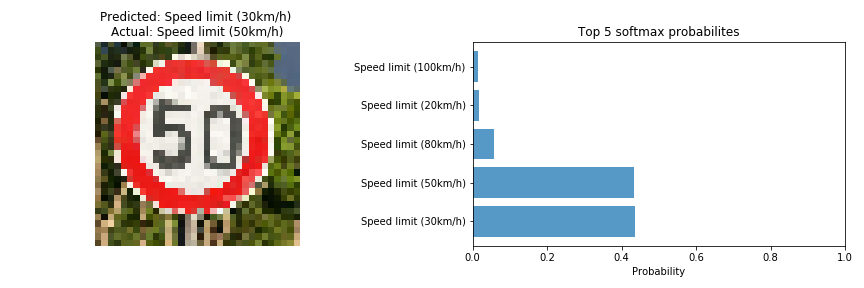 Predicted: Speed limit (30km/h)
Actual: Speed limit (50km/h)
50
Top 5 softmax probabilites
Speed limit (100km/h)
Speed limit (20km/h)
Speed limit (80km/h)
Speed limit (50km/h)
Speed limit (30km/h)
0.0 0.2 0.4 0.6 0.8 1.0
Probability